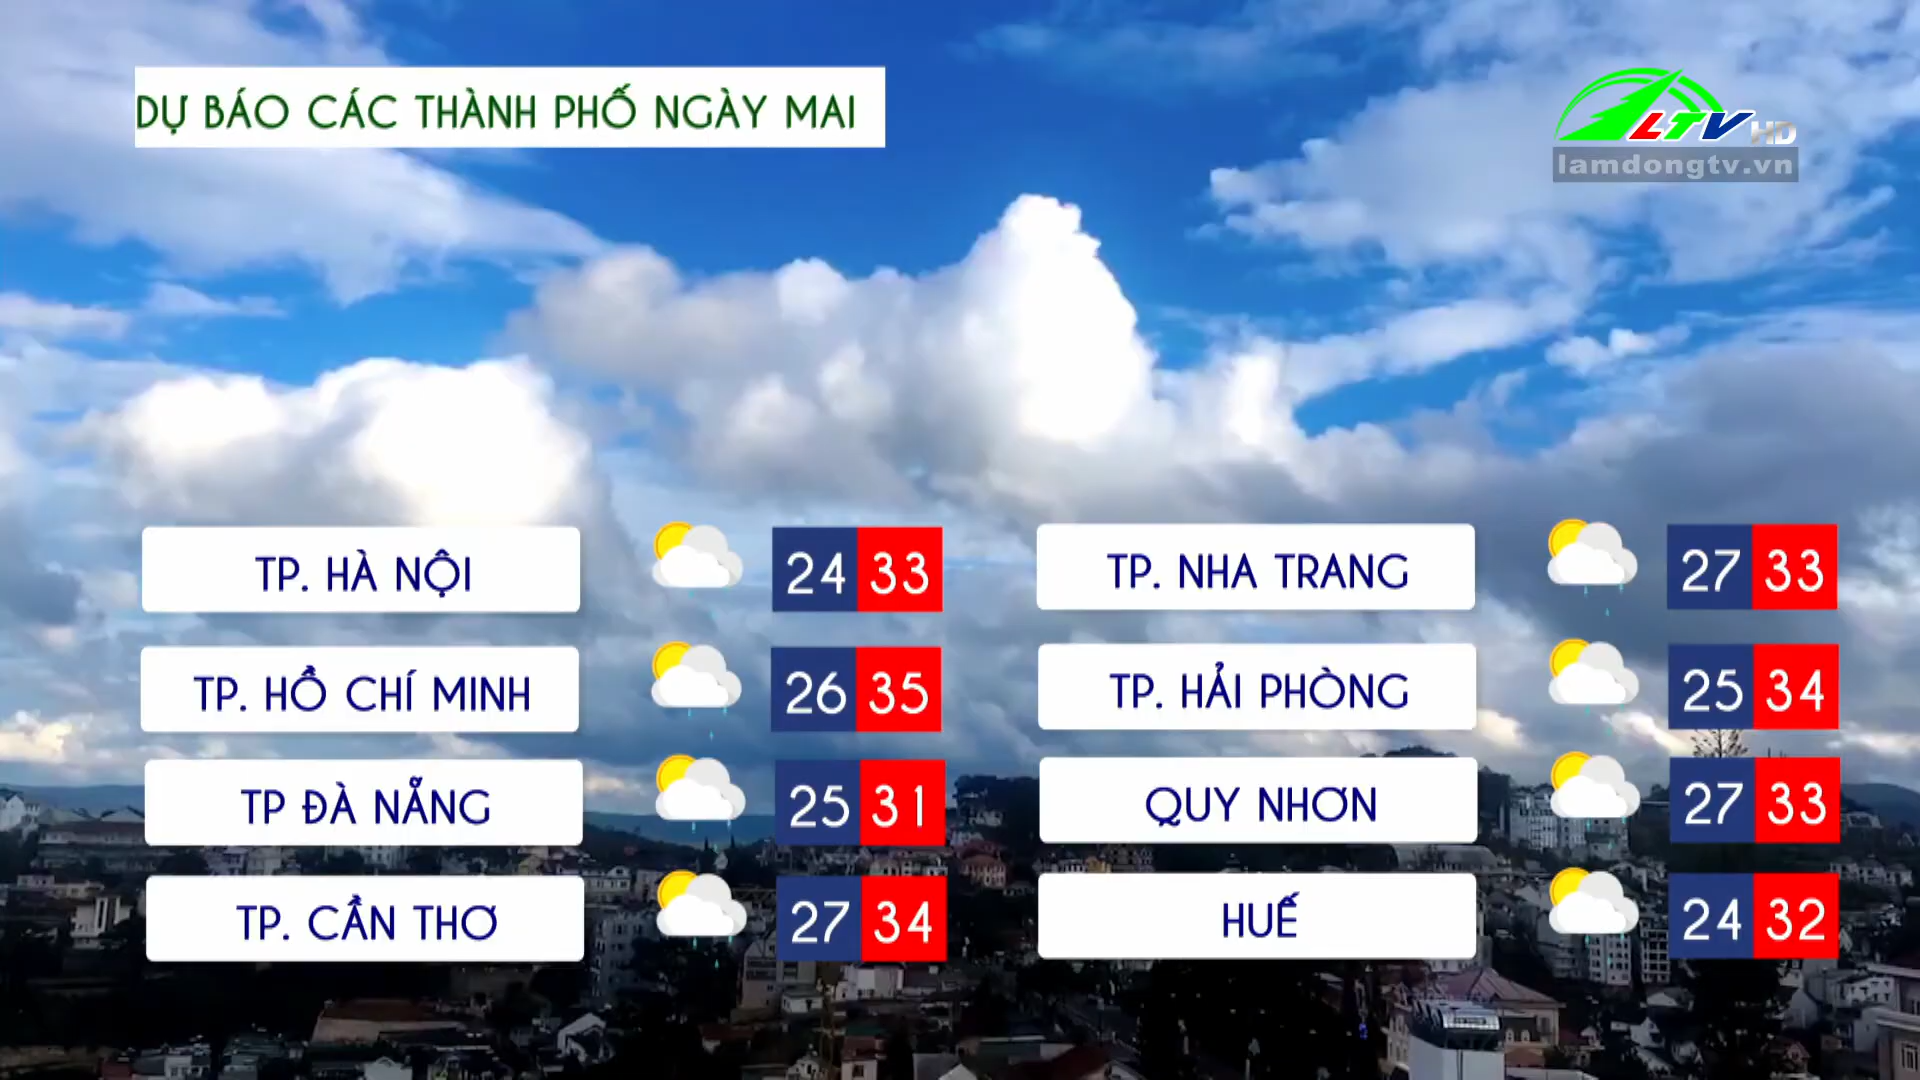 DỰ BÁO CÁC THÀNH PHỐ NGÀY MAI
LTV HD
lamdongtv.vn
TP. HÀ NỘI 24 33
TP. HỒ CHÍ MINH 26 35
TP ĐÀ NẴNG 25 31
TP. CẦN THƠ 27 34
TP. NHA TRANG 27 33
TP. HẢI PHÒNG 25 34
QUY NHƠN 27 33
HUẾ 24 32